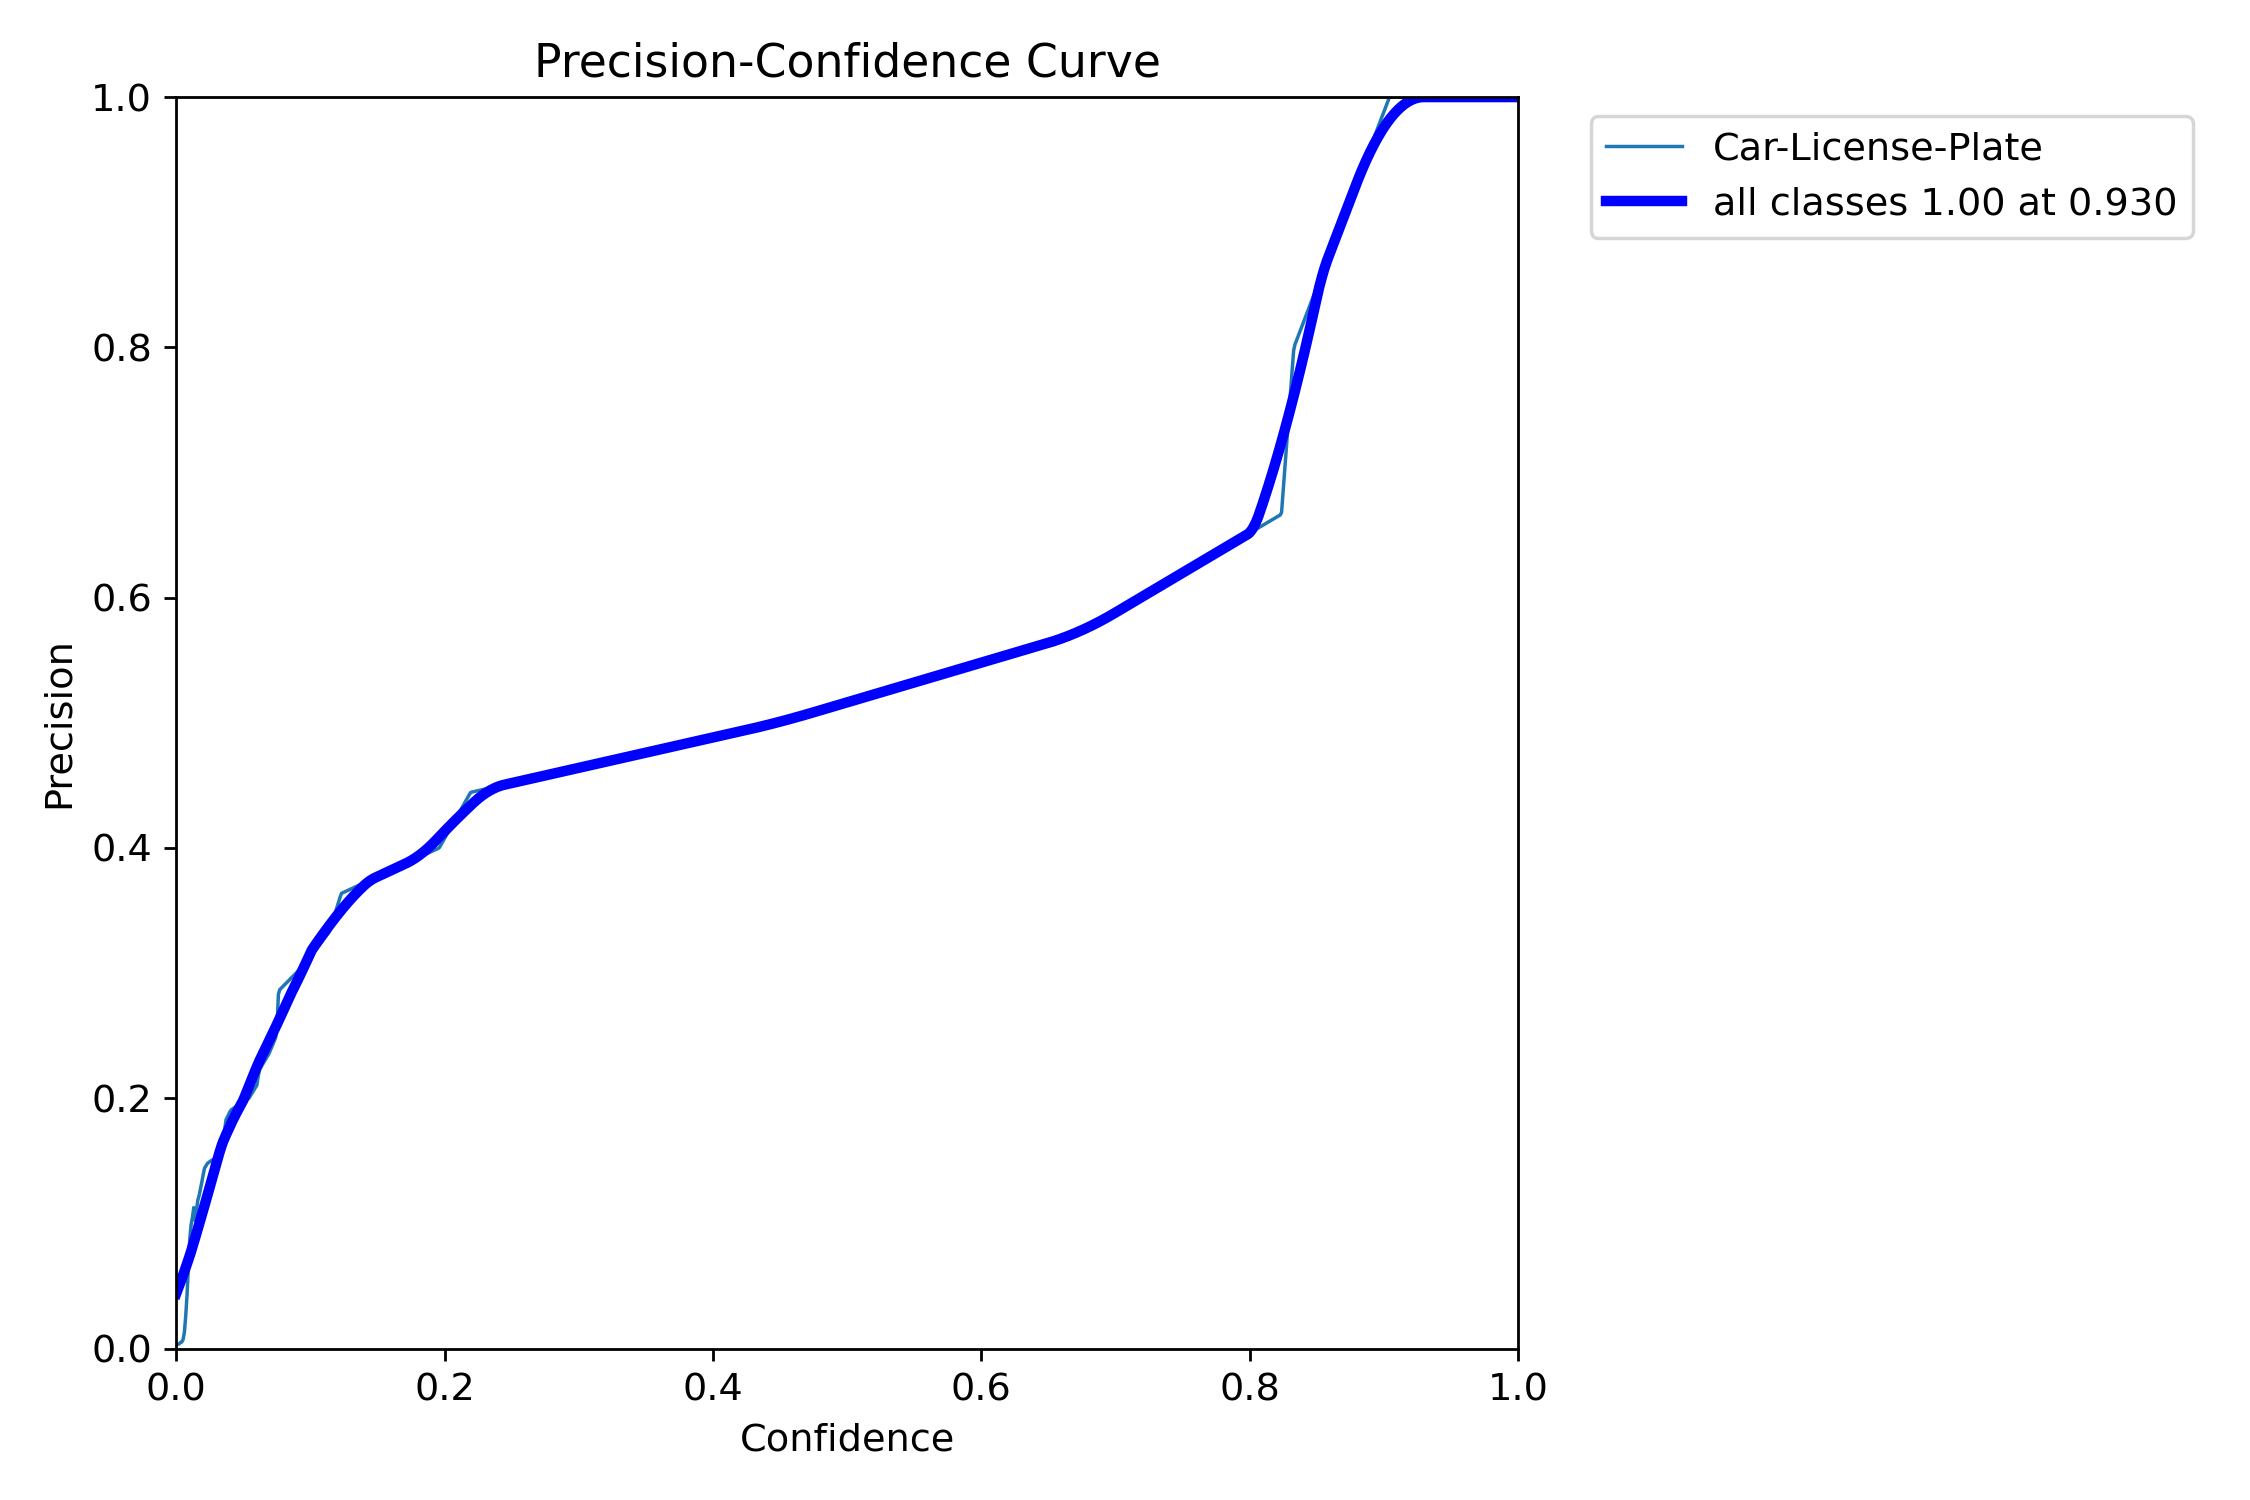 Precision-Confidence Curve
1.0
0.8
0.6
0.4
0.2
0.0
Precision
0.0 0.2 0.4 0.6 0.8 1.0
Confidence
Car-License-Plate
all classes 1.00 at 0.930